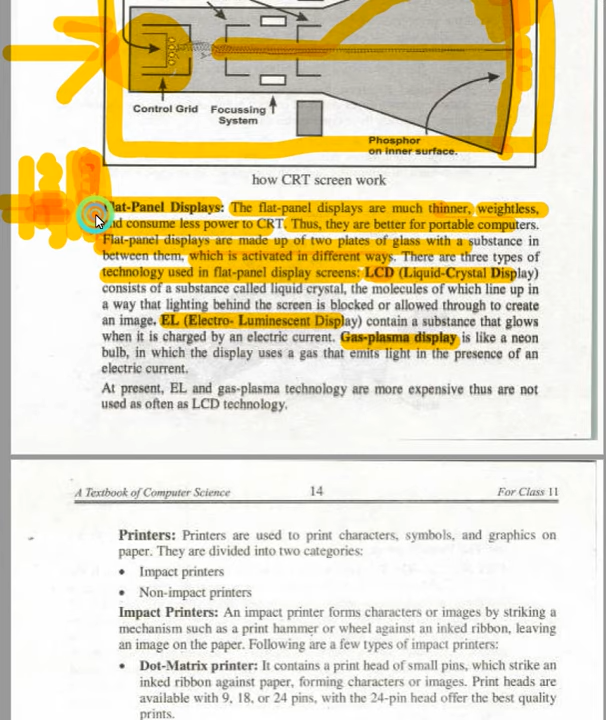 Control Grid Focussing
System
Phosphor
on inner surface.
how CRT screen work
Flat-Panel Displays: The flat-panel displays are much thinner, weightless,
and consume less power to CRT. Thus, they are better for portable computers.
Flat-panel displays are made up of two plates of glass with a substance in
between them, which is activated in different ways. There are three types of
technology used in flat-panel display screens: LCD (Liquid-Crystal Display)
consists of a substance called liquid crystal, the molecules of which line up in
a way that lighting behind the screen is blocked or allowed through to create
an image. EL (Electro- Luminescent Display) contain a substance that glows
when it is charged by an electric current. Gas-plasma display is like a neon
bulb, in which the display uses a gas that emits light in the presence of an
electric current.
At present, EL and gas-plasma technology are more expensive thus are not
used as often as LCD technology.
A Textbook of Computer Science 14 For Class 11
Printers: Printers are used to print characters, symbols, and graphics on
paper. They are divided into two categories:
• Impact printers
• Non-impact printers
Impact Printers: An impact printer forms characters or images by striking a
mechanism such as a print hammer or wheel against an inked ribbon, leaving
an image on the paper. Following are a few types of impact printers:
• Dot-Matrix printer: It contains a print head of small pins, which strike an
inked ribbon against paper, forming characters or images. Print heads are
available with 9, 18, or 24 pins, with the 24-pin head offer the best quality
prints.